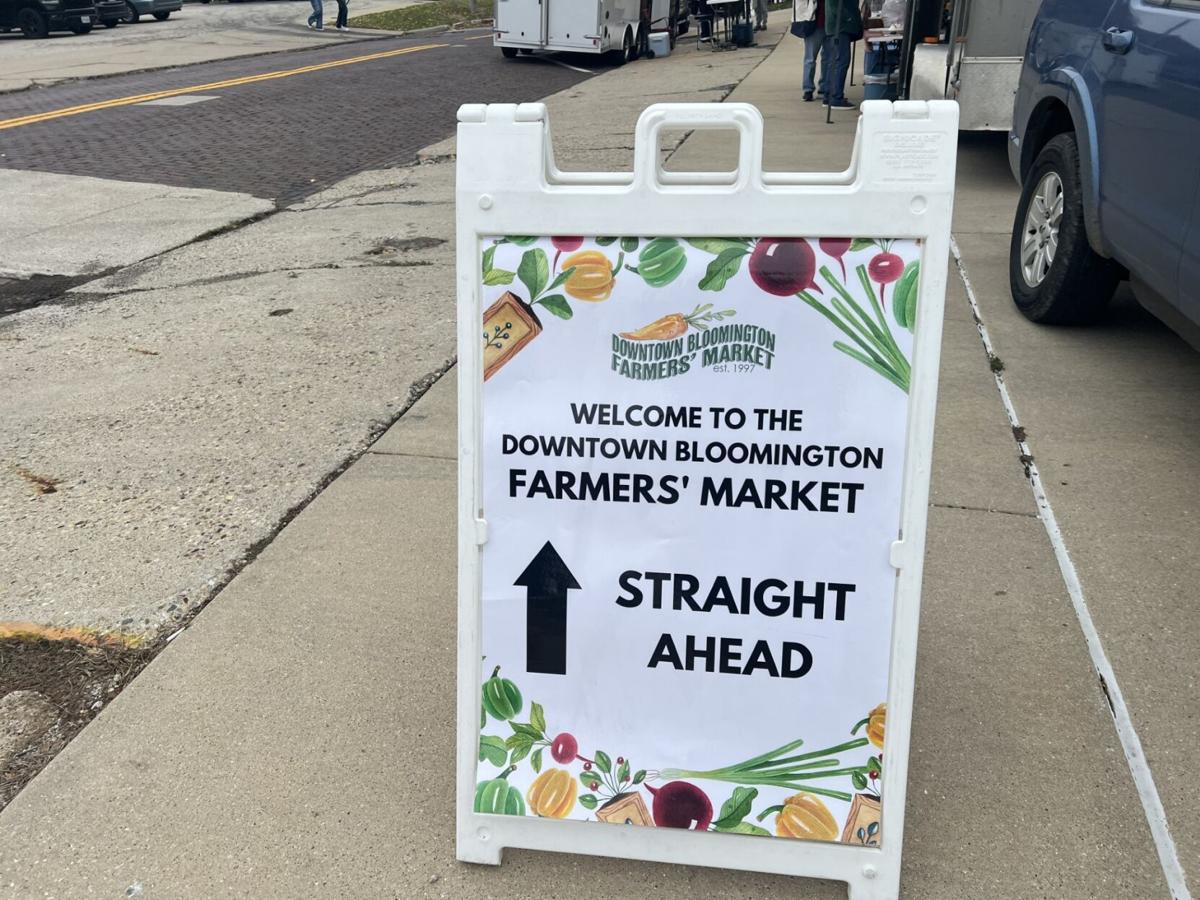 DOWNTOWN BLOOMINGTON
FARMERS' MARKET
est. 1997
WELCOME TO THE
DOWNTOWN BLOOMINGTON
FARMERS' MARKET
STRAIGHT
AHEAD